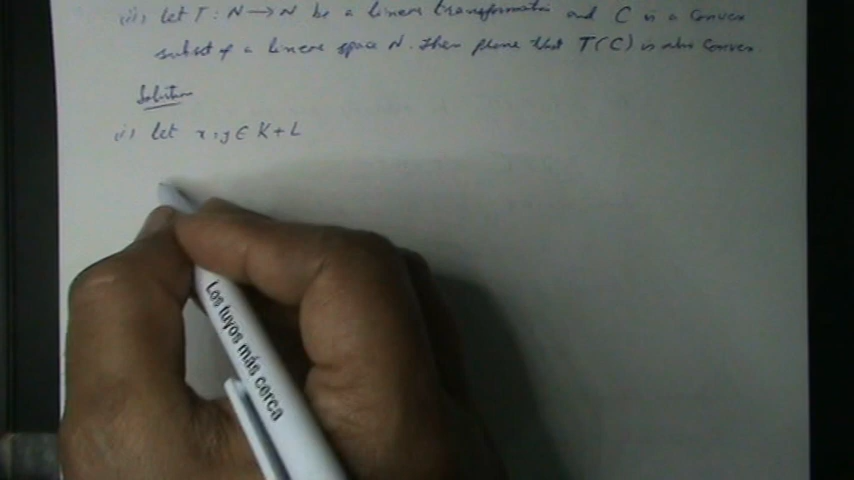 (ii) let T : N → N be a linear transformation and C is a convex
subset of a linear space N. Then prove that T(C) is also convex
Solution
(i) let x, y ∈ K + L
Los tuyos más cerca